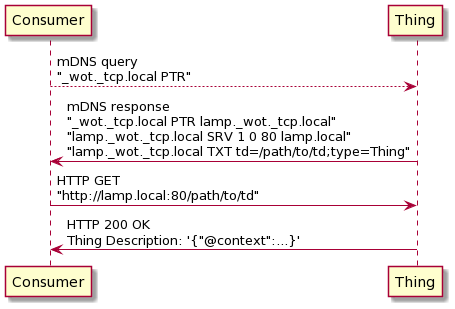 Consumer
Thing
mDNS query
"_wot._tcp.local PTR"
mDNS response
"_wot._tcp.local PTR lamp._wot._tcp.local"
"lamp._wot._tcp.local SRV 1 0 80 lamp.local"
"lamp._wot._tcp.local TXT td=/path/to/td;type=Thing"
HTTP GET
"http://lamp.local:80/path/to/td"
HTTP 200 OK
Thing Description: '{"@context":...}'
Consumer
Thing